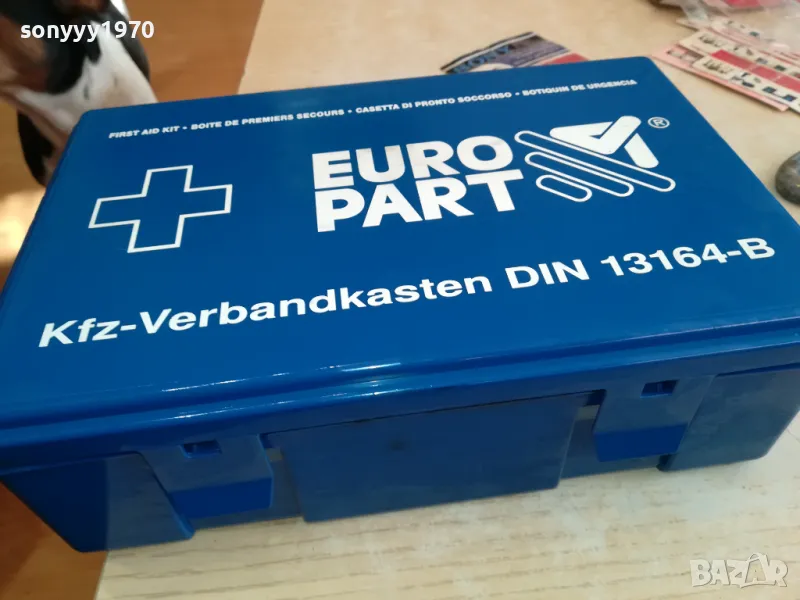 sonyyy1970
FIRST AID KIT • BOITE DE PREMIERS SECOURS • CASETTA DI PRONTO SOCCORSO • BOTIQUIN DE URGENCIA
EURO
PART
®
Kfz-Verbandkasten DIN 13164-B
BAZAR